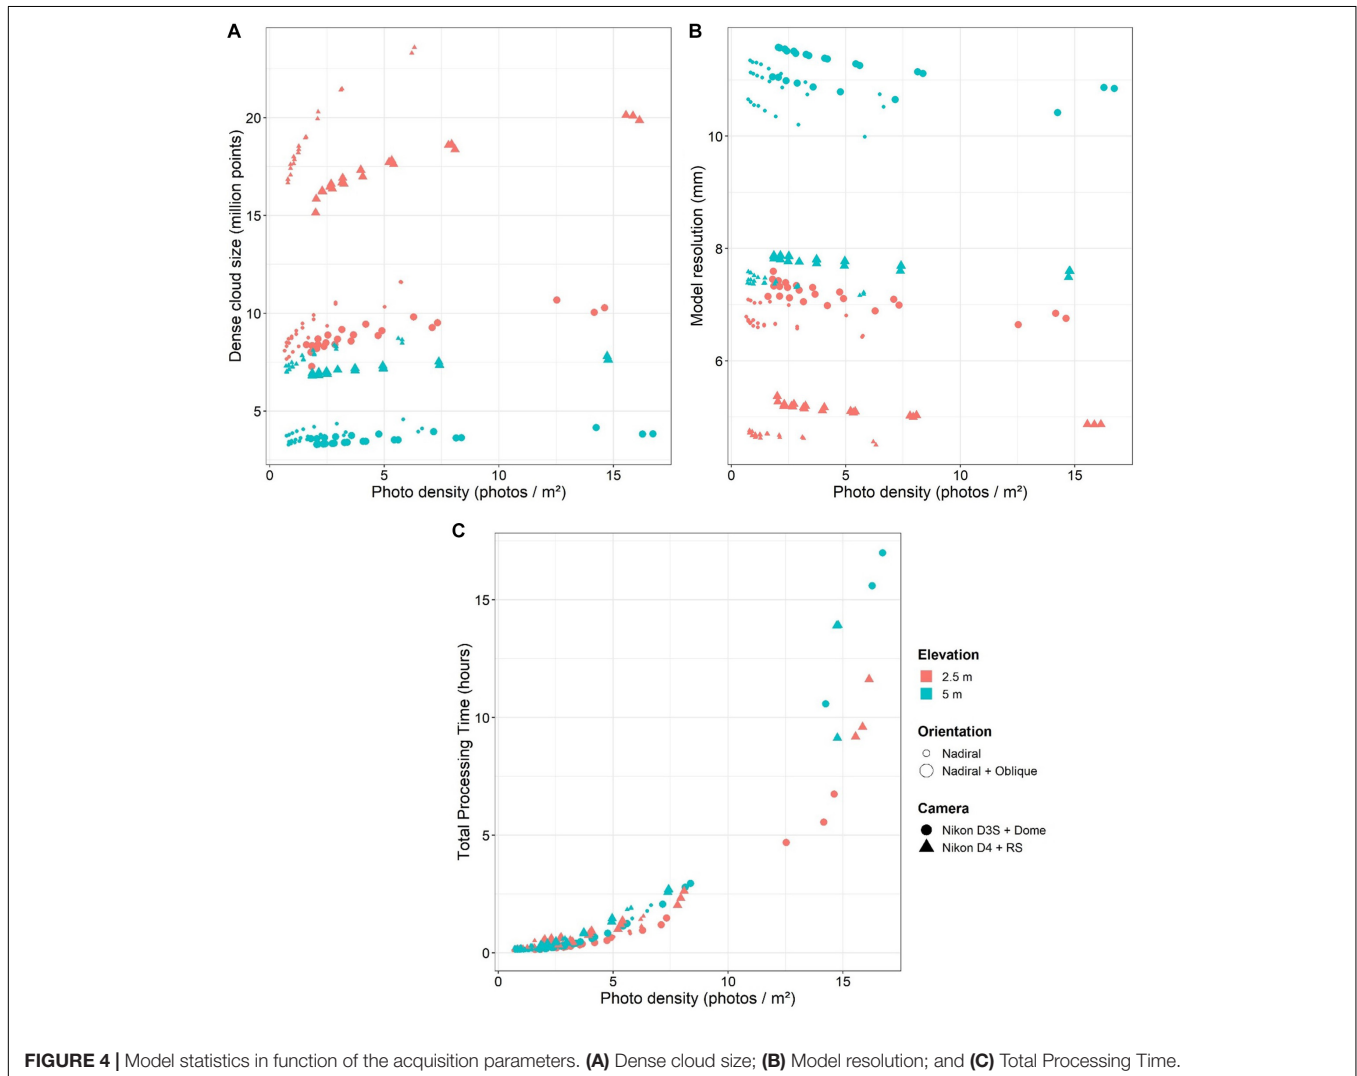 A
Dense cloud size (million points)
20
15
10
5
0 5 10 15
Photo density (photos / m²)
B
Model resolution (mm)
10
8
6
0 5 10 15
Photo density (photos / m²)
C
Total Processing Time (hours)
15
10
5
0
0 5 10 15
Photo density (photos / m²)
Elevation
2.5 m
5 m
Orientation
Nadiral
Nadiral + Oblique
Camera
Nikon D3S + Dome
Nikon D4 + RS
FIGURE 4 | Model statistics in function of the acquisition parameters. (A) Dense cloud size; (B) Model resolution; and (C) Total Processing Time.